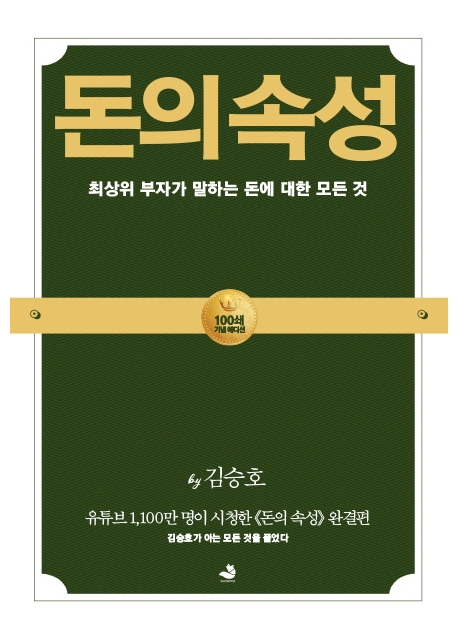 돈의 속성
최상위 부자가 말하는 돈에 대한 모든 것
100쇄
기념 에디션
by 김승호
유튜브 1,100만 명이 시청한 《돈의 속성》 완결편
김승호가 아는 모든 것을 풀었다